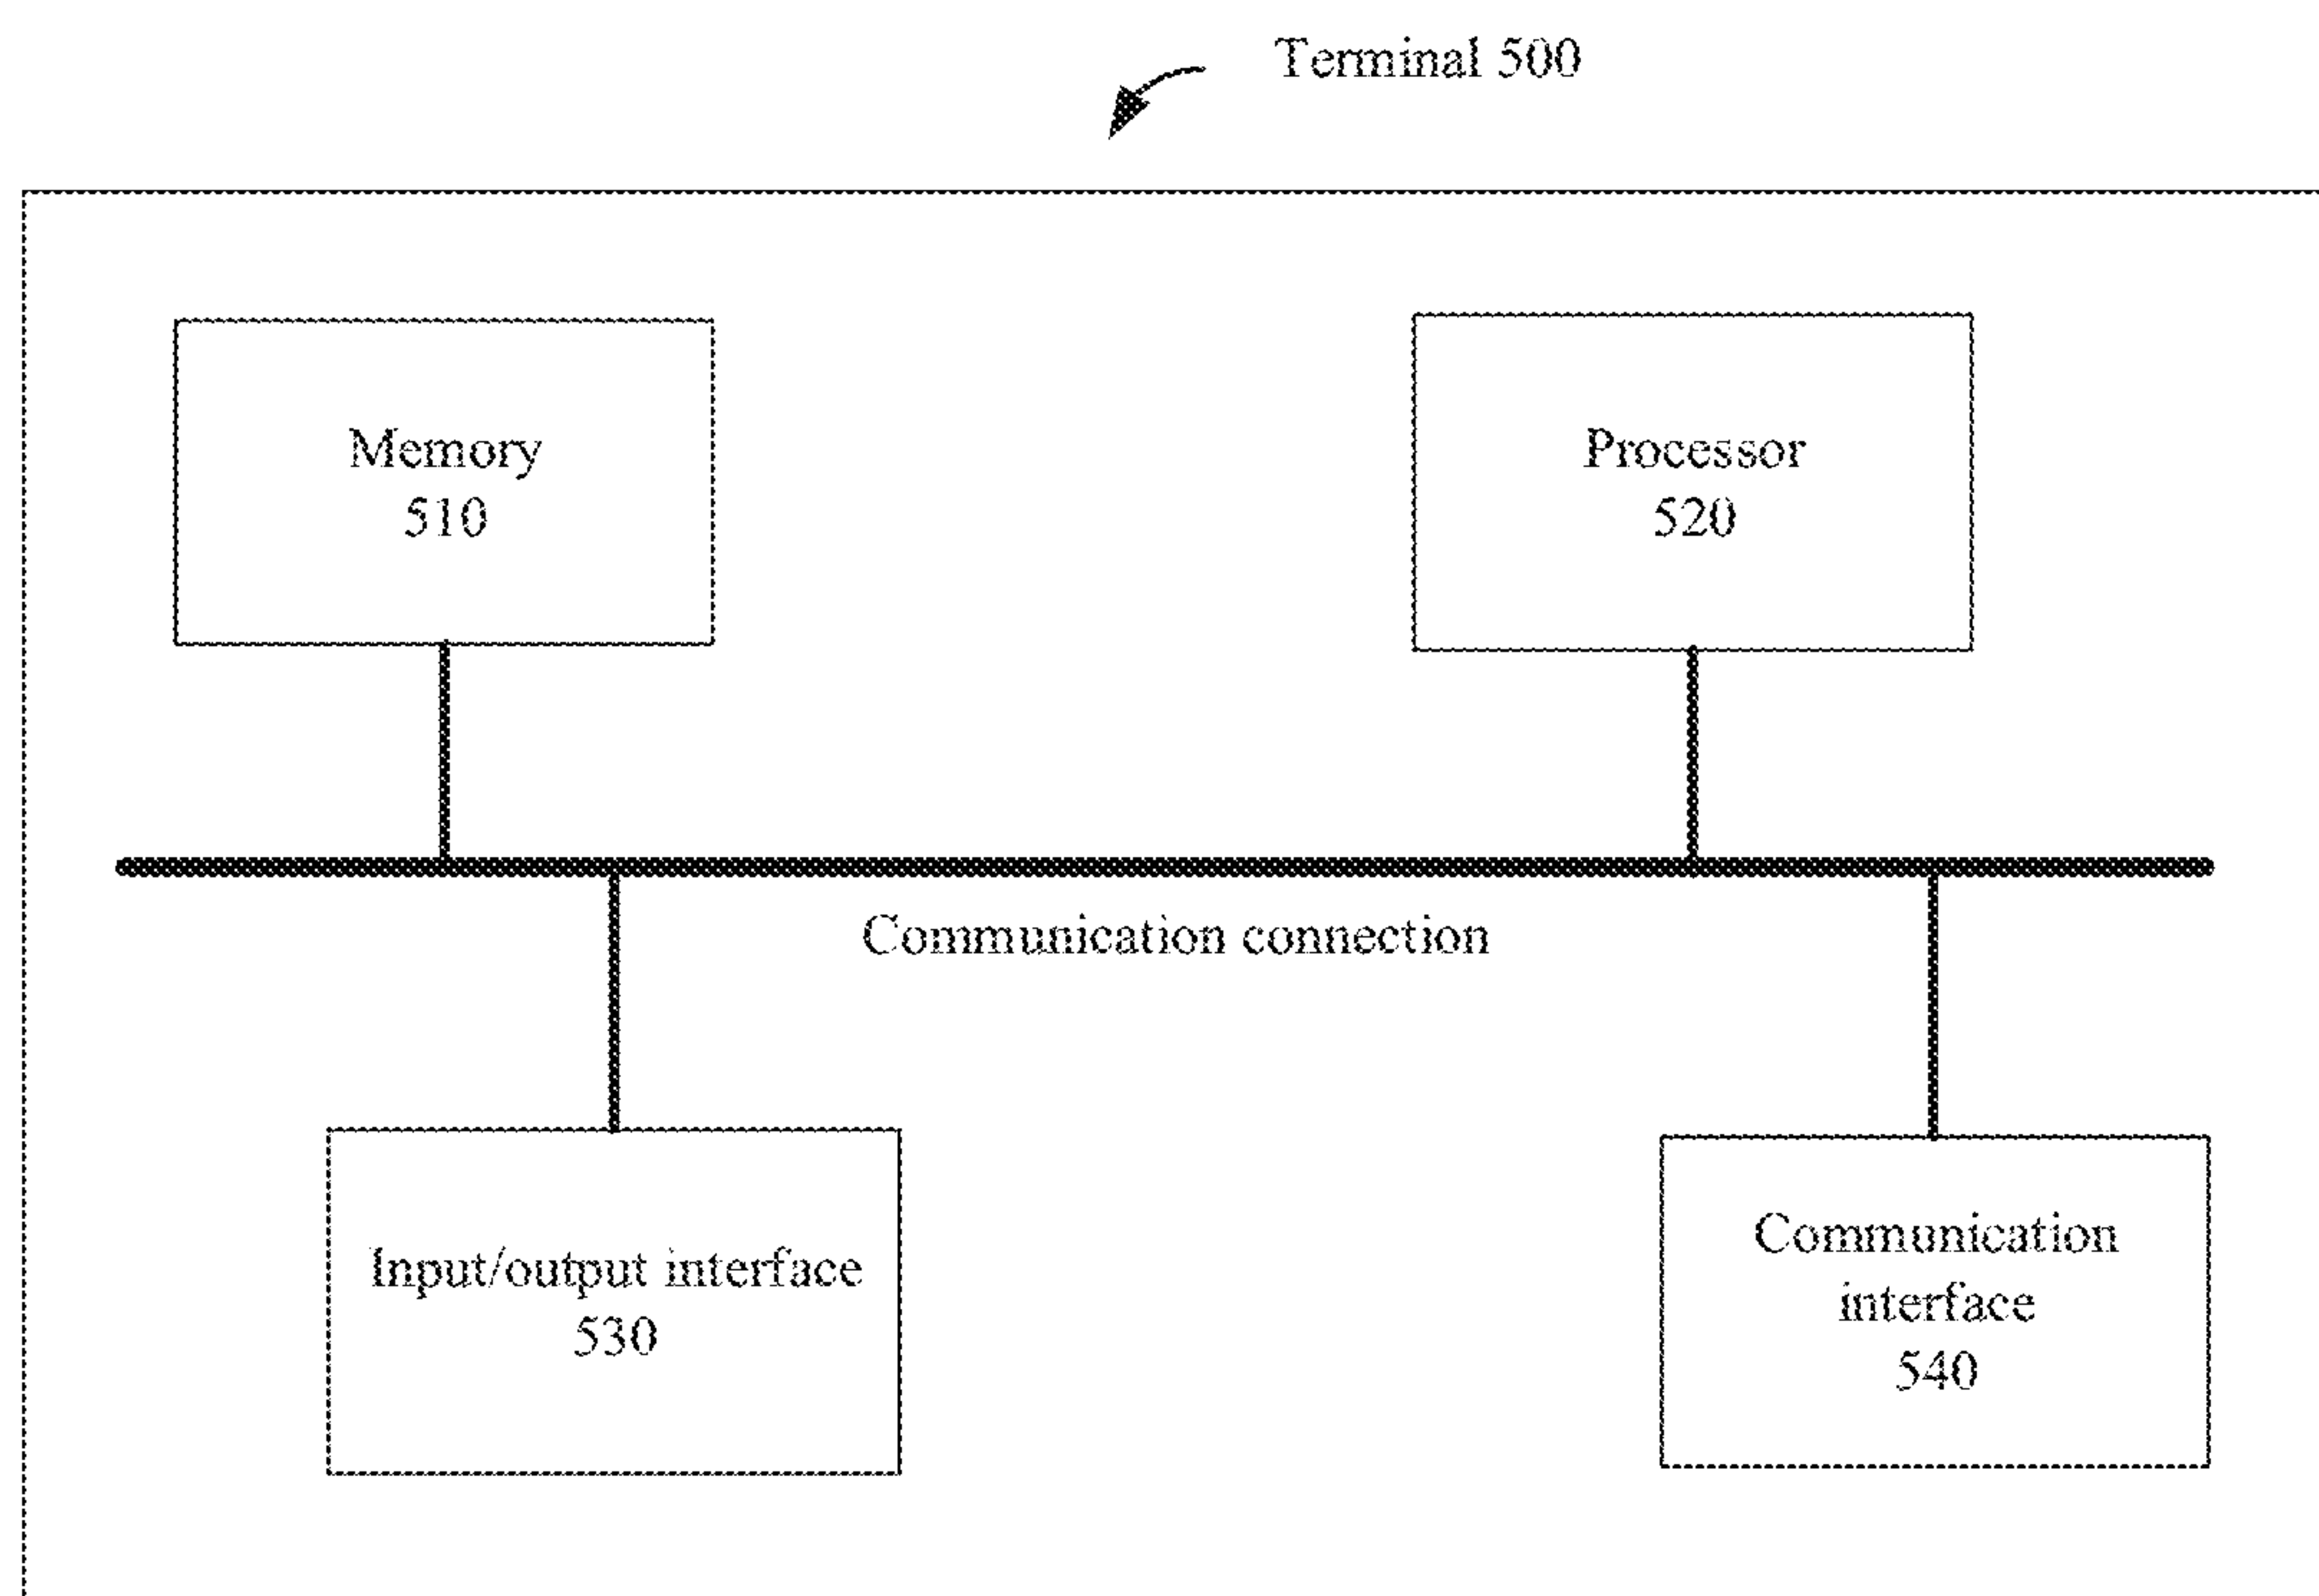 Terminal 500
Memory
510
Processor
520
Communication connection
Input/output interface
530
Communication
interface
540